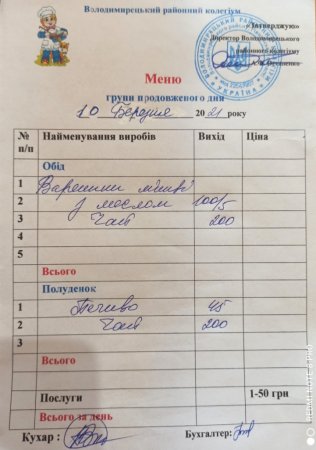 Володимирецький районний колегіум
«Затверджую»
Директор Володимирецького
районного колегіуму
Меню
групи продовженого дня
10 Березня 2021 року
№ п/п Найменування виробів Вихід Ціна
Обід
1 Вареники ліниві
2 з маслом 100/5
3 Чай 200
4
5
Всього
Полуденок
1 Печиво 45
2 Чай 200
3
Всього
Послуги 1-50 грн
Всього за день
Кухар : Бухгалтер: